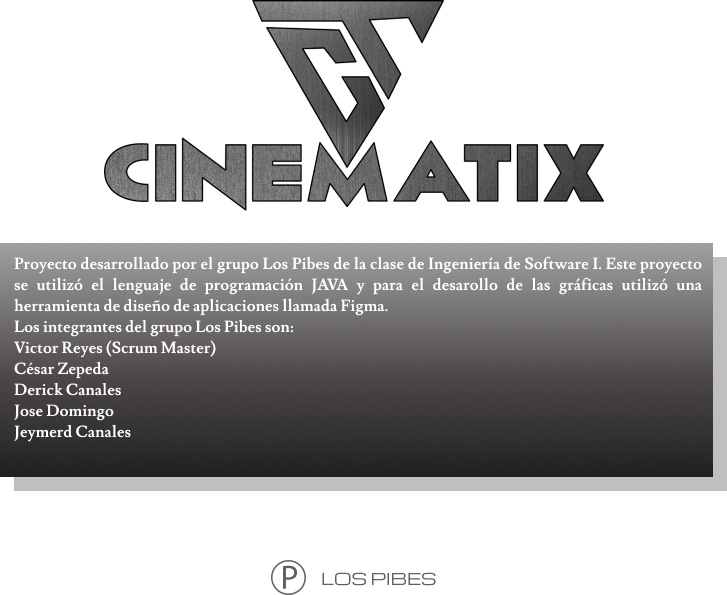 CINEMATIX
Proyecto desarrollado por el grupo Los Pibes de la clase de Ingeniería de Software I. Este proyecto
se utilizó el lenguaje de programación JAVA y para el desarollo de las gráficas utilizó una
herramienta de diseño de aplicaciones llamada Figma.
Los integrantes del grupo Los Pibes son:
Victor Reyes (Scrum Master)
César Zepeda
Derick Canales
Jose Domingo
Jeymerd Canales
P LOS PIBES